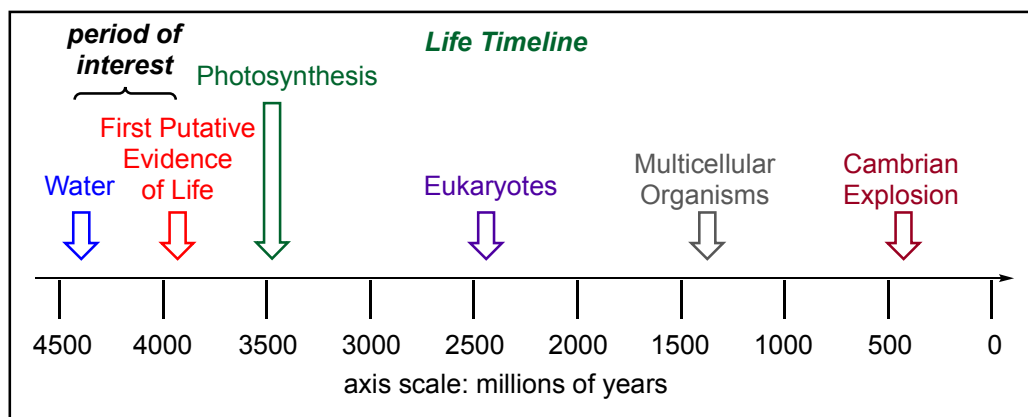 period of
interest
Life Timeline
Photosynthesis
First Putative
Evidence
of Life
Water
Eukaryotes
Multicellular
Organisms
Cambrian
Explosion
4500 4000 3500 3000 2500 2000 1500 1000 500 0
axis scale: millions of years